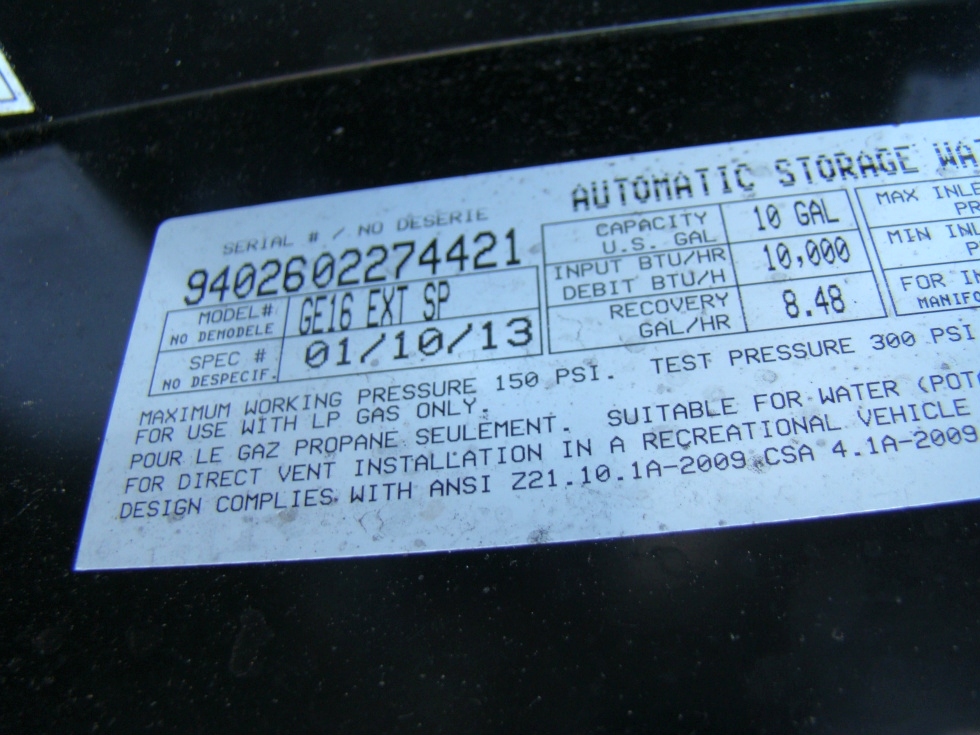 AUTOMATIC STORAGE
SERIAL # / NO DESERIE
9402602274421
MODEL# GE16 EXT SP
NO DEMODELE
SPEC # 01/10/13
NO DESPECIF.
CAPACITY 10 GAL
U.S. GAL
INPUT BTU/HR 10,000
DEBIT BTU/H
RECOVERY 8.48
GAL/HR
MAX
MIN
FOR
MAXIMUM WORKING PRESSURE 150 PSI. TEST PRESSURE 300 PSI
FOR USE WITH LP GAS ONLY.
POUR LE GAZ PROPANE SEULEMENT. SUITABLE FOR WATER
FOR DIRECT VENT INSTALLATION IN A RECREATIONAL VEHICLE
DESIGN COMPLIES WITH ANSI Z21.10.1A-2009 CSA 4.1A-2009